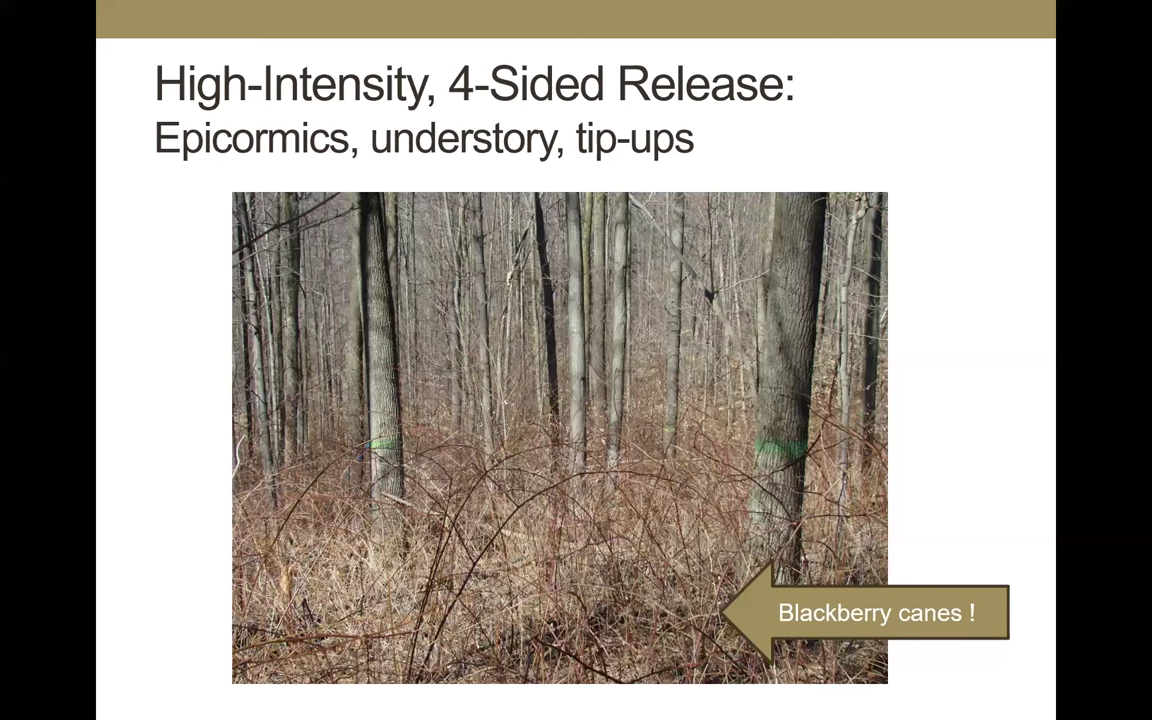 High-Intensity, 4-Sided Release:
Epicormics, understory, tip-ups
Blackberry canes !